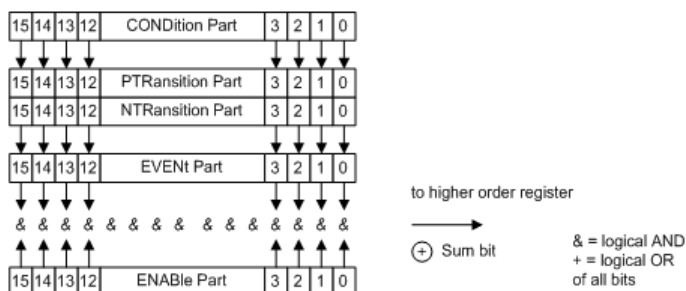 15 14 13 12 CONDition Part 3 2 1 0
15 14 13 12 PTRansition Part 3 2 1 0
15 14 13 12 NTRansition Part 3 2 1 0
15 14 13 12 EVENt Part 3 2 1 0
to higher order register
& & & & & & & & & & & & & & &
+ Sum bit
& = logical AND
+ = logical OR
of all bits
15 14 13 12 ENABle Part 3 2 1 0